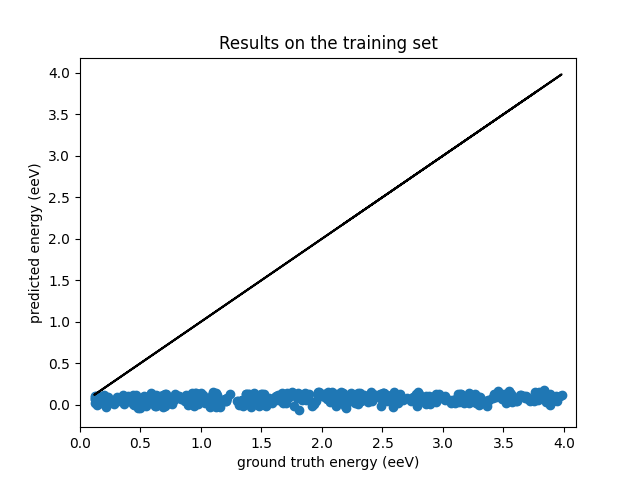 Results on the training set
predicted energy (eeV)
4.0
3.5
3.0
2.5
2.0
1.5
1.0
0.5
0.0
0.0 0.5 1.0 1.5 2.0 2.5 3.0 3.5 4.0
ground truth energy (eeV)